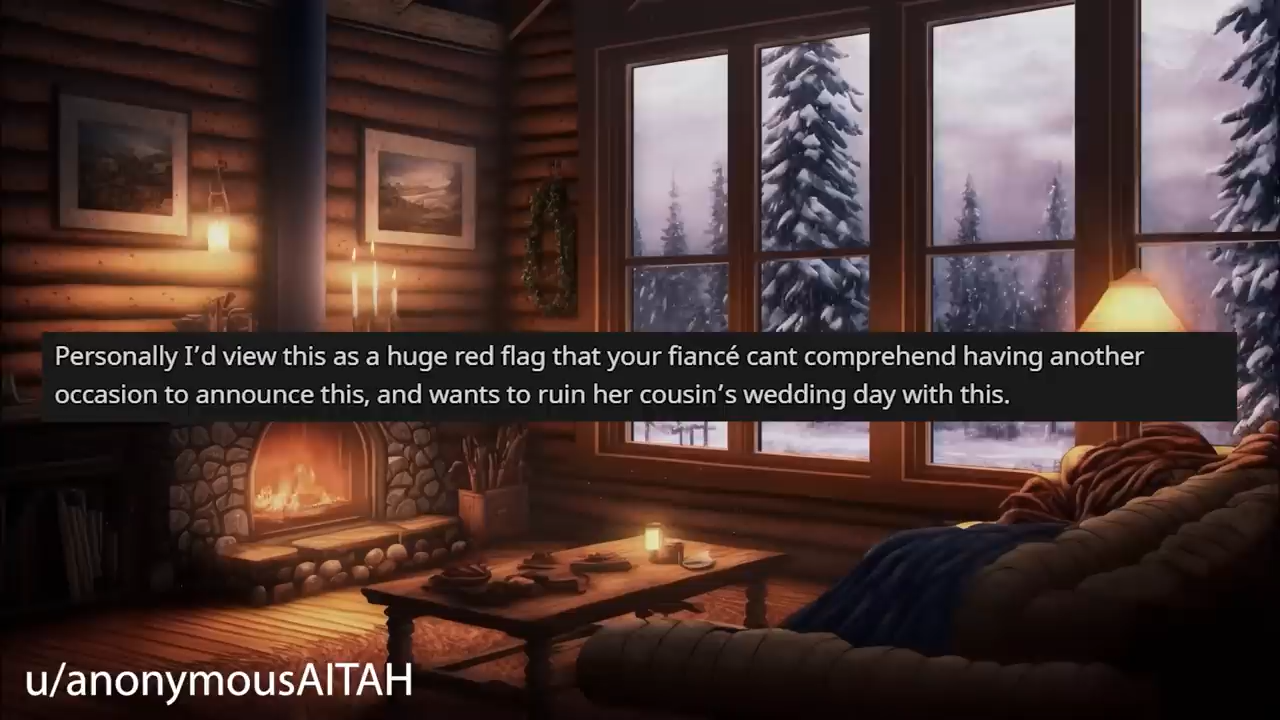 Personally I’d view this as a huge red flag that your fiancé cant comprehend having another
occasion to announce this, and wants to ruin her cousin’s wedding day with this.
u/anonymousAITAH